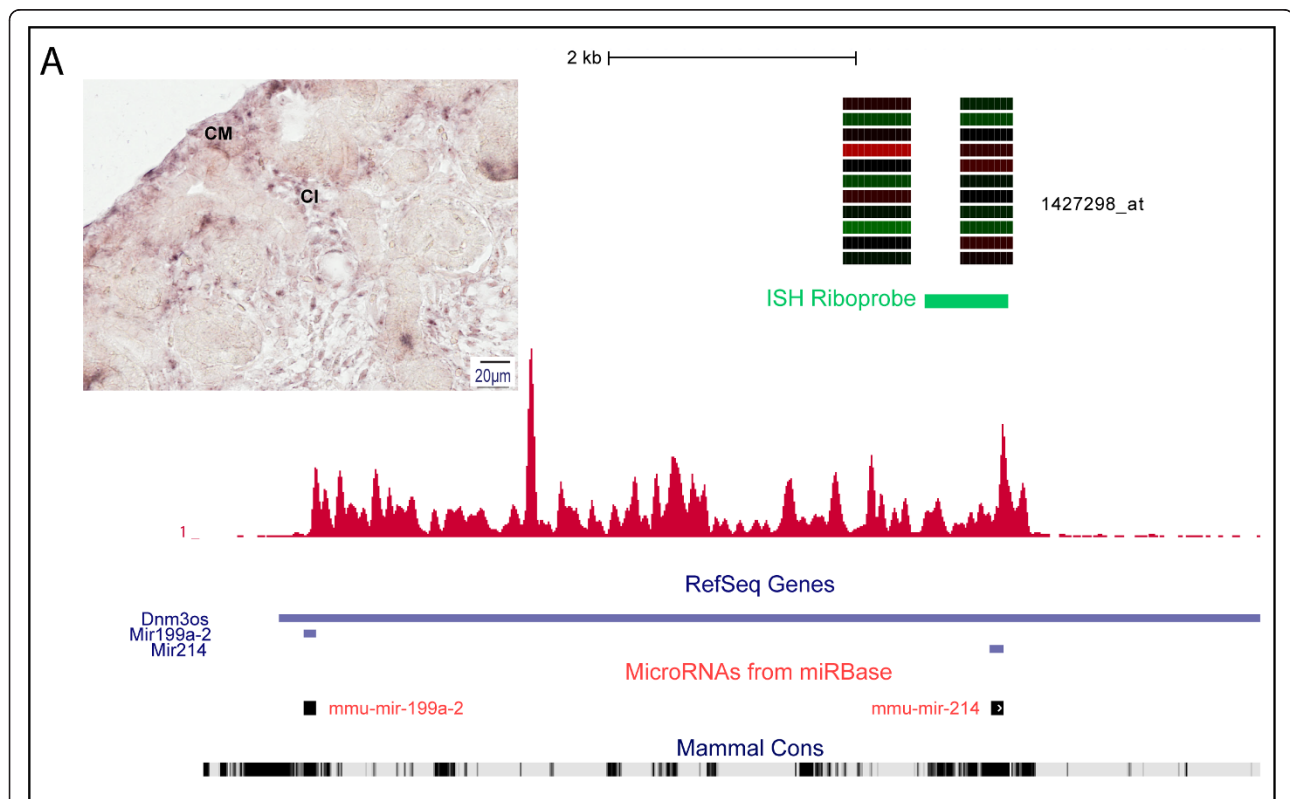 A
2 kb
CM
CI
20µm
1427298_at
ISH Riboprobe
1 _
RefSeq Genes
Dnm3os
Mir199a-2
Mir214
MicroRNAs from miRBase
mmu-mir-199a-2
mmu-mir-214
Mammal Cons